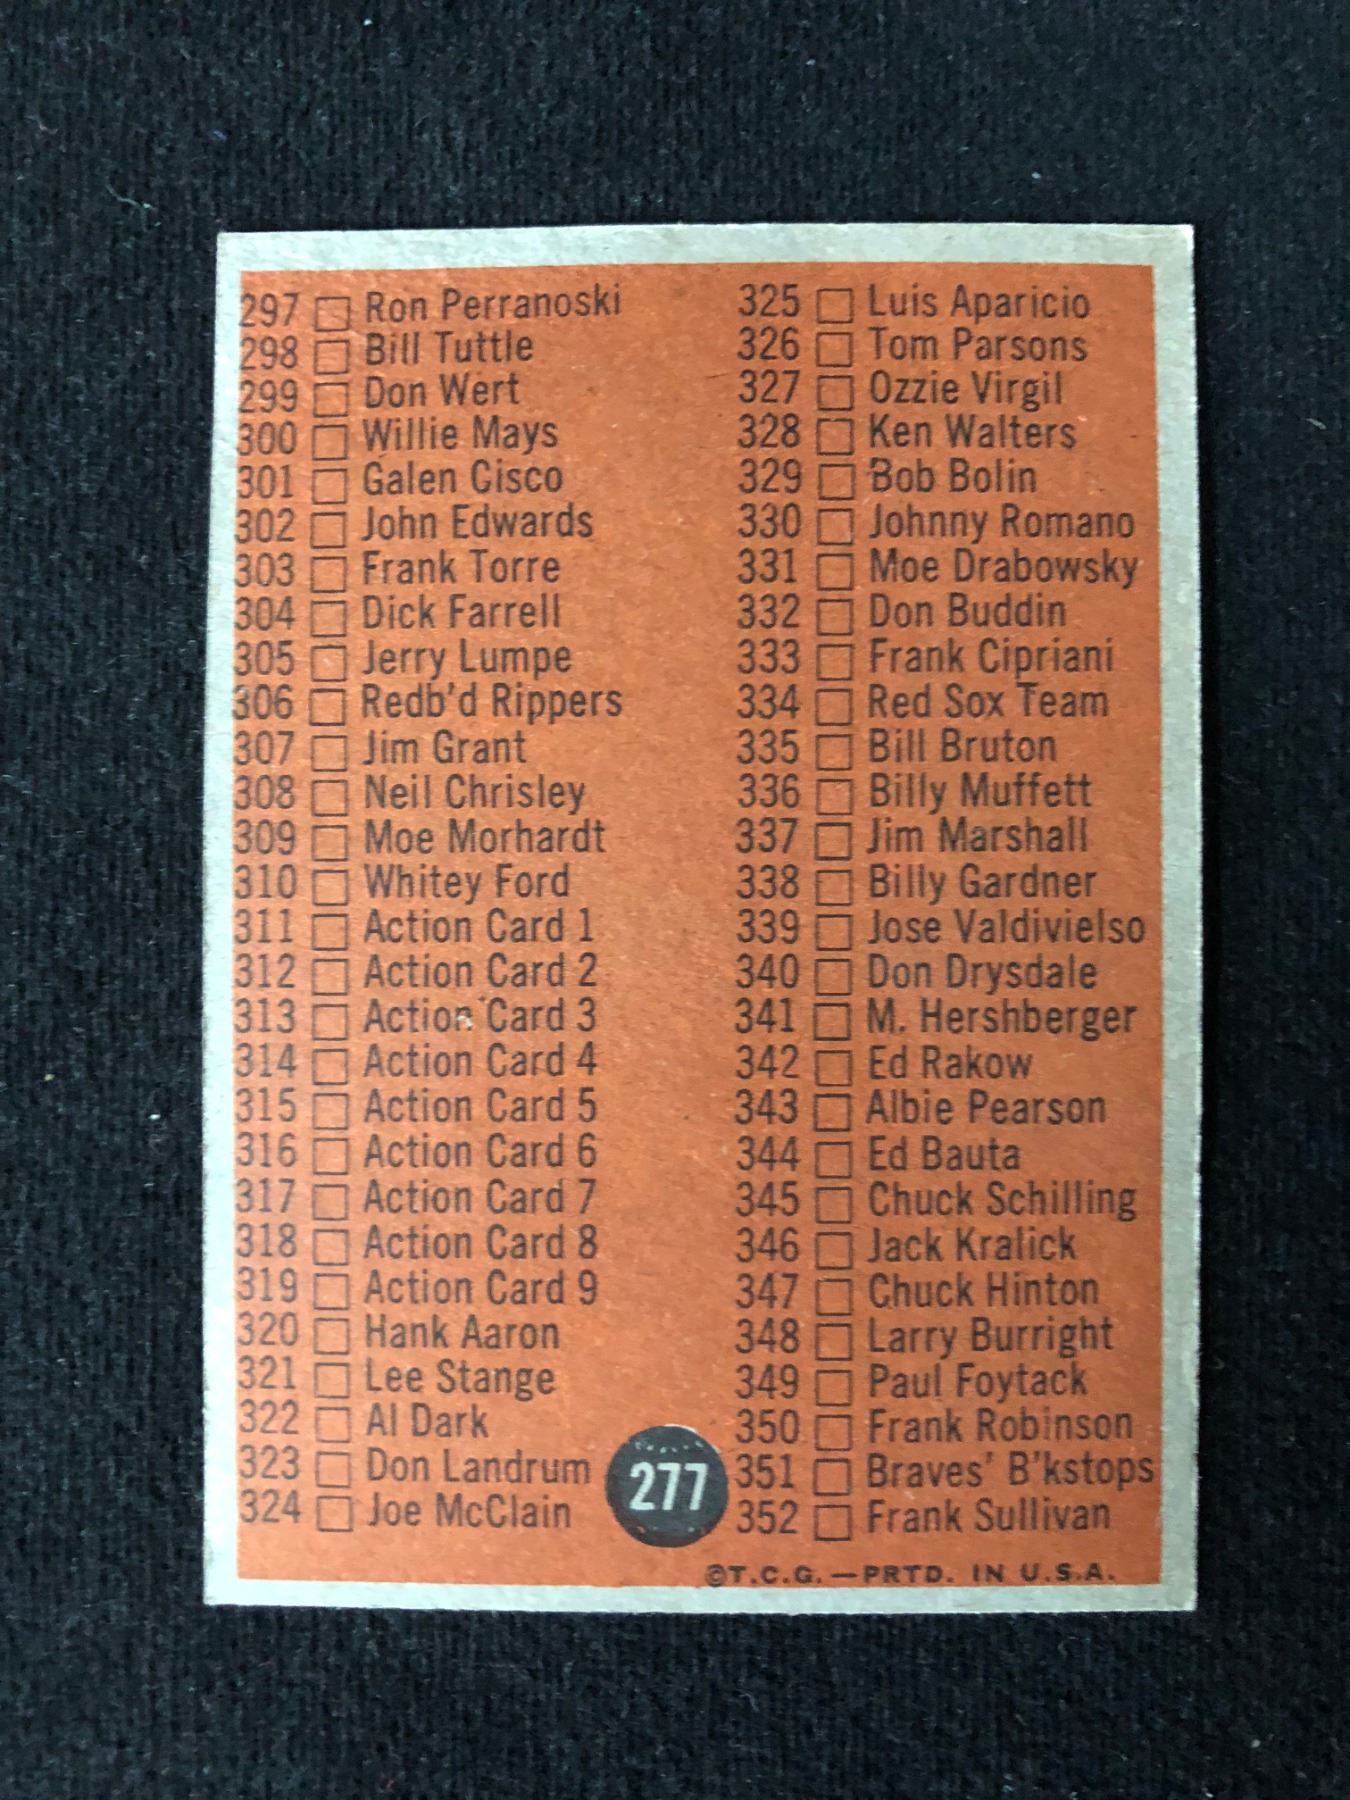 297 Ron Perranoski
298 Bill Tuttle
299 Don Wert
300 Willie Mays
301 Galen Cisco
302 John Edwards
303 Frank Torre
304 Dick Farrell
305 Jerry Lumpe
306 Redb'd Rippers
307 Jim Grant
308 Neil Chrisley
309 Moe Morhardt
310 Whitey Ford
311 Action Card 1
312 Action Card 2
313 Action Card 3
314 Action Card 4
315 Action Card 5
316 Action Card 6
317 Action Card 7
318 Action Card 8
319 Action Card 9
320 Hank Aaron
321 Lee Stange
322 Al Dark
323 Don Landrum
324 Joe McClain
325 Luis Aparicio
326 Tom Parsons
327 Ozzie Virgil
328 Ken Walters
329 Bob Bolin
330 Johnny Romano
331 Moe Drabowsky
332 Don Buddin
333 Frank Cipriani
334 Red Sox Team
335 Bill Bruton
336 Billy Muffett
337 Jim Marshall
338 Billy Gardner
339 Jose Valdivielso
340 Don Drysdale
341 M. Hershberger
342 Ed Rakow
343 Albie Pearson
344 Ed Bauta
345 Chuck Schilling
346 Jack Kralick
347 Chuck Hinton
348 Larry Burright
349 Paul Foytack
350 Frank Robinson
351 Braves' B'kstops
352 Frank Sullivan
277
©T.C.G.—PRTD. IN U.S.A.